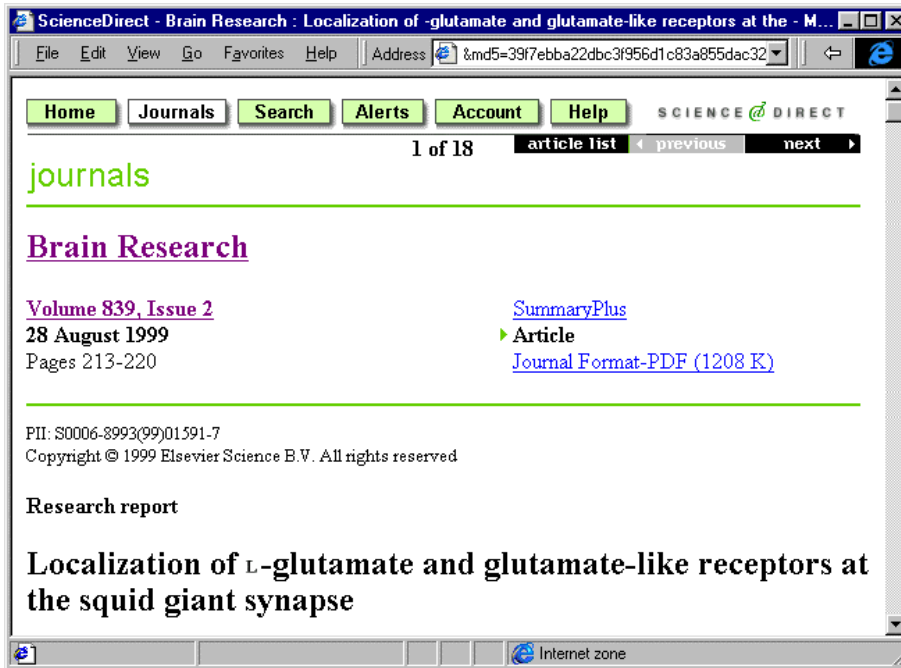 ScienceDirect - Brain Research : Localization of -glutamate and glutamate-like receptors at the - M...
File Edit View Go Favorites Help Address &md5=39f7ebba22dbc3f956d1c83a855dac32
Home Journals Search Alerts Account Help SCIENCE @ DIRECT
1 of 18 article list previous next
journals
Brain Research
Volume 839, Issue 2 SummaryPlus
28 August 1999 Article
Pages 213-220 Journal Format-PDF (1208 K)
PII: S0006-8993(99)01591-7
Copyright © 1999 Elsevier Science B.V. All rights reserved
Research report
Localization of L-glutamate and glutamate-like receptors at
the squid giant synapse
Internet zone